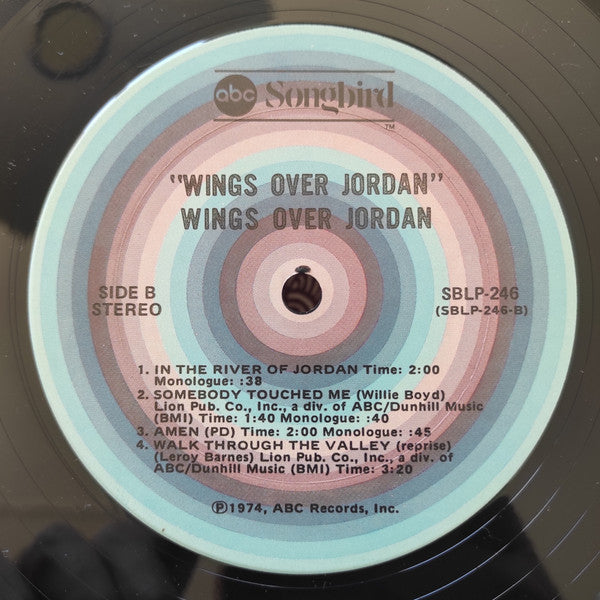 abc Songbird
TM
"WINGS OVER JORDAN"
WINGS OVER JORDAN
SIDE B
STEREO
SBLP-246
(SBLP-246-B)
1. IN THE RIVER OF JORDAN Time: 2:00
Monologue: :38
2. SOMEBODY TOUCHED ME (Willie Boyd)
Lion Pub. Co., Inc., a div. of ABC/Dunhill Music
(BMI) Time: 1:40 Monologue: :40
3. AMEN (PD) Time: 2:00 Monologue: :45
4. WALK THROUGH THE VALLEY (reprise)
(Leroy Barnes) Lion Pub. Co., Inc., a div. of
ABC/Dunhill Music (BMI) Time: 3:20
Ⓟ1974, ABC Records, Inc.